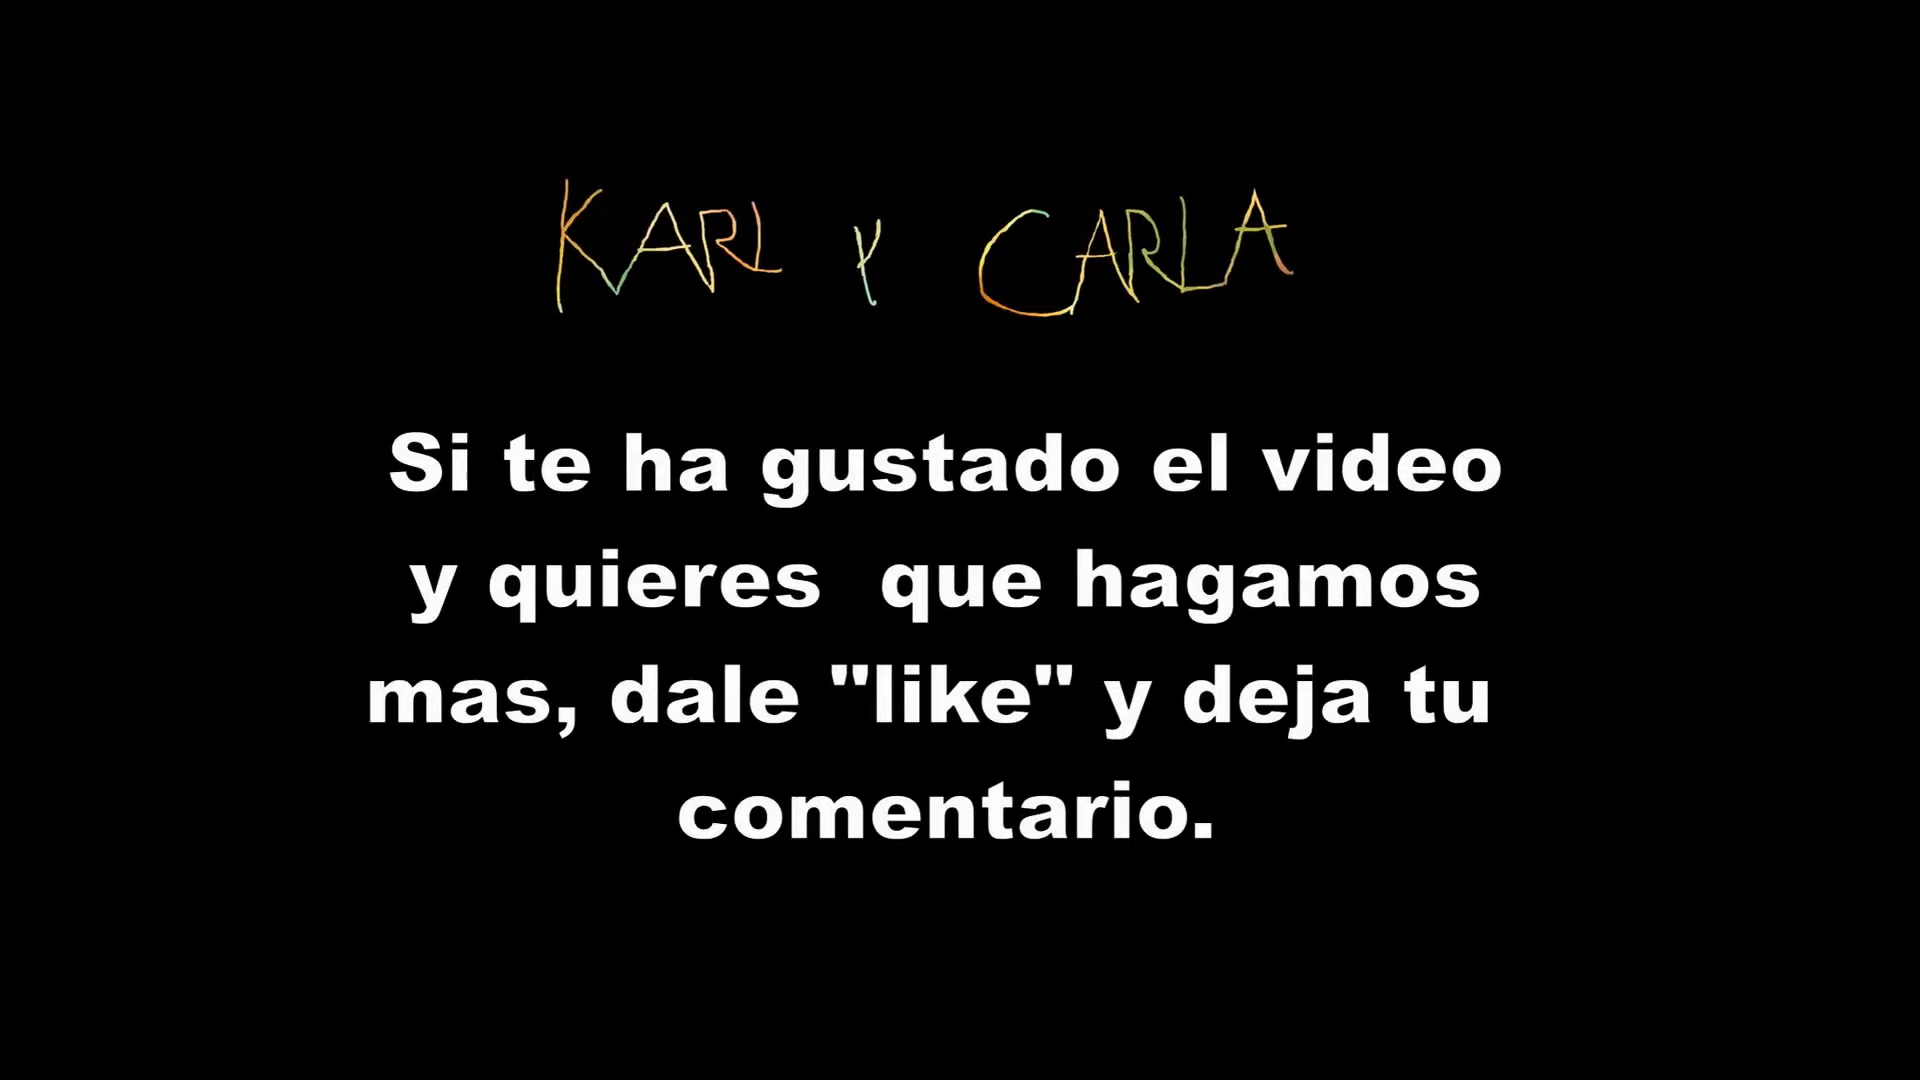 KARL Y CARLA
Si te ha gustado el video
y quieres  que hagamos
mas, dale "like" y deja tu
comentario.